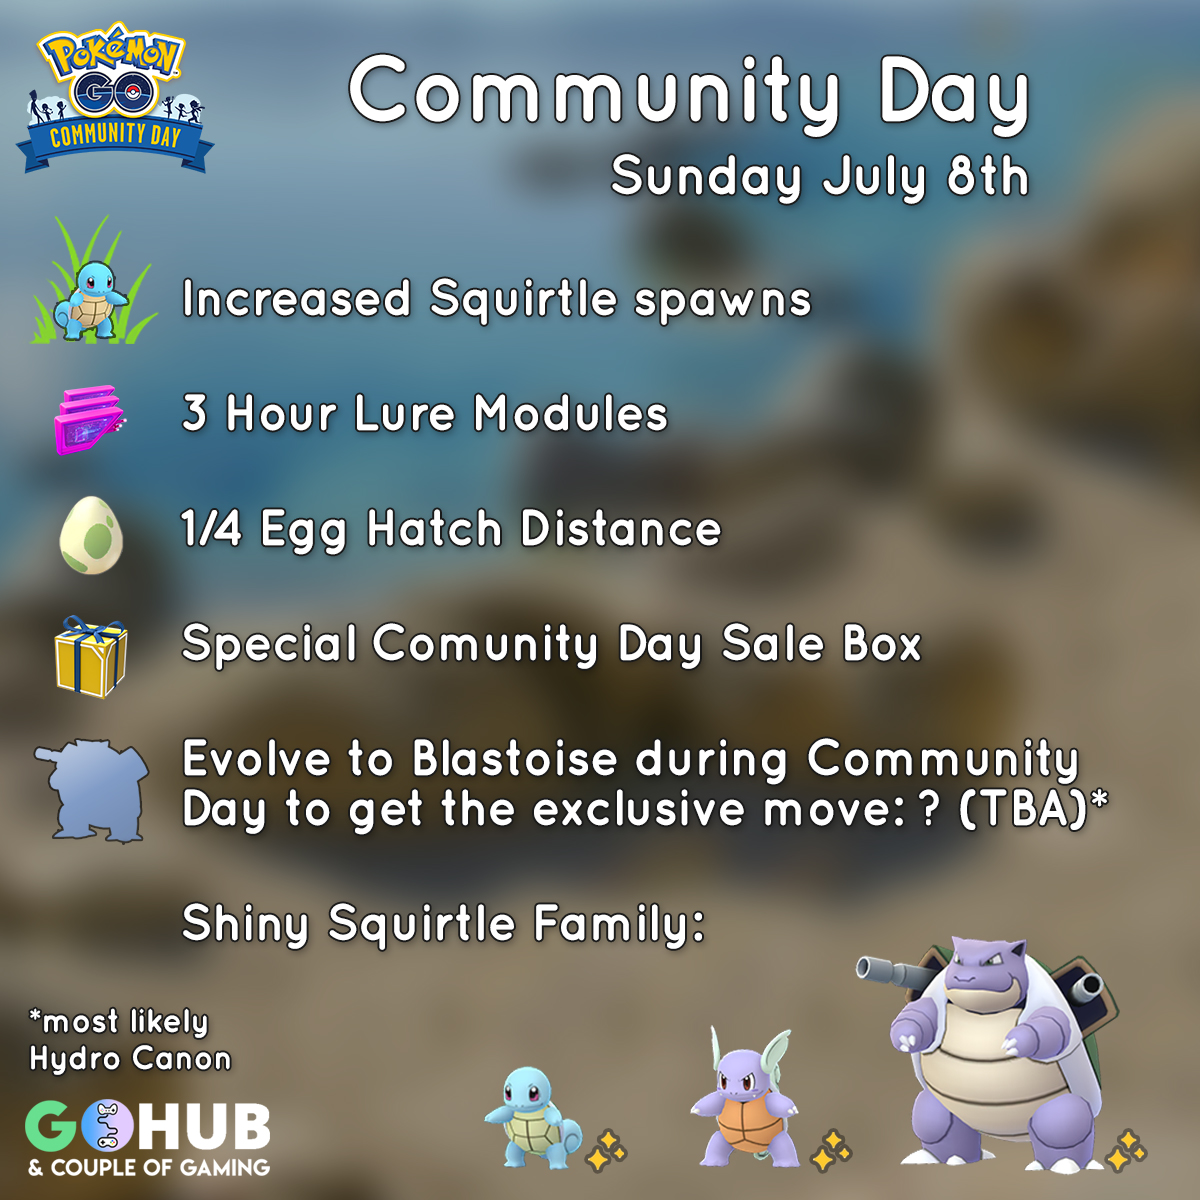 POKéMON
GO
COMMUNITY DAY
Community Day
Sunday July 8th
Increased Squirtle spawns
3 Hour Lure Modules
1/4 Egg Hatch Distance
Special Comunity Day Sale Box
Evolve to Blastoise during Community
Day to get the exclusive move: ? (TBA)*
Shiny Squirtle Family:
*most likely
Hydro Canon
GOHUB
& COUPLE OF GAMING